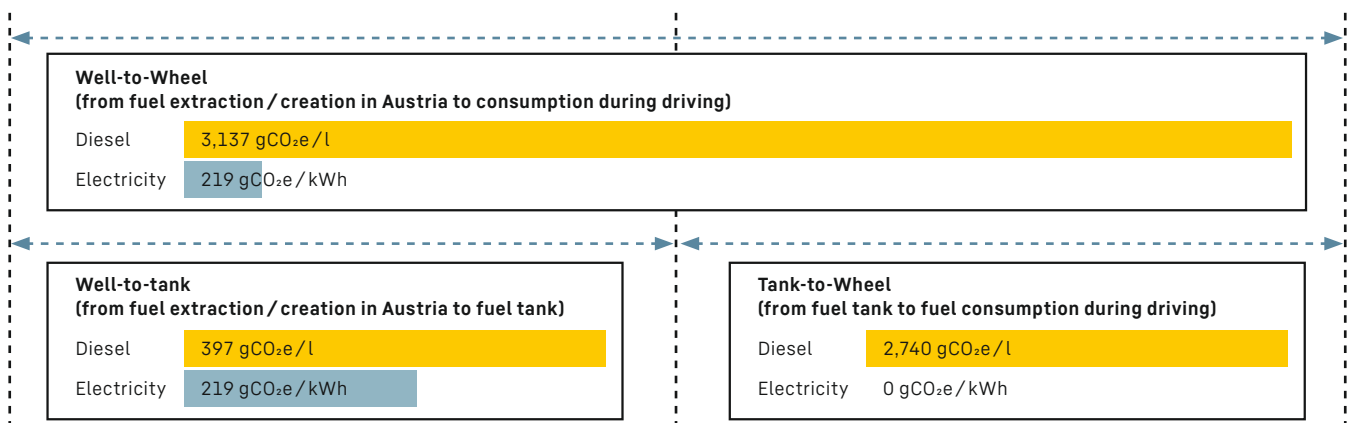 Well-to-Wheel
(from fuel extraction / creation in Austria to consumption during driving)
Diesel 3,137 gCO₂e / l
Electricity 219 gCO₂e / kWh
Well-to-tank
(from fuel extraction / creation in Austria to fuel tank)
Diesel 397 gCO₂e / l
Electricity 219 gCO₂e / kWh
Tank-to-Wheel
(from fuel tank to fuel consumption during driving)
Diesel 2,740 gCO₂e / l
Electricity 0 gCO₂e / kWh